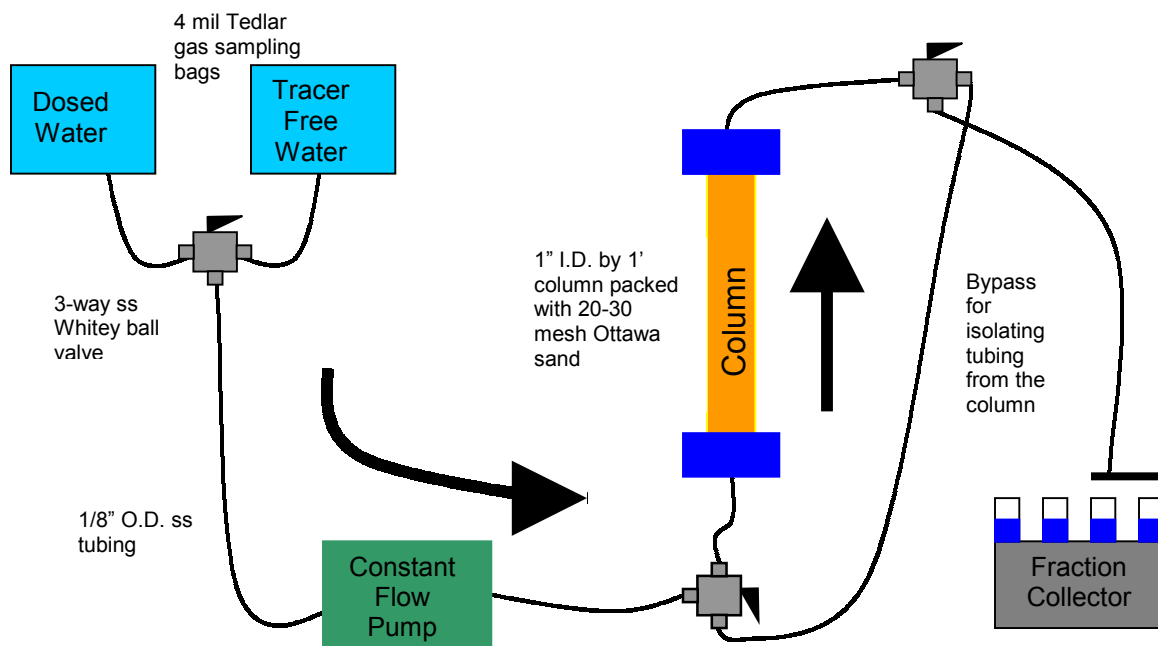 4 mil Tedlar
gas sampling
bags
Dosed
Water
Tracer
Free
Water
3-way ss
Whitey ball
valve
1/8” O.D. ss
tubing
Constant
Flow
Pump
1” I.D. by 1’
column packed
with 20-30
mesh Ottawa
sand
Column
Bypass
for
isolating
tubing
from the
column
Fraction
Collector